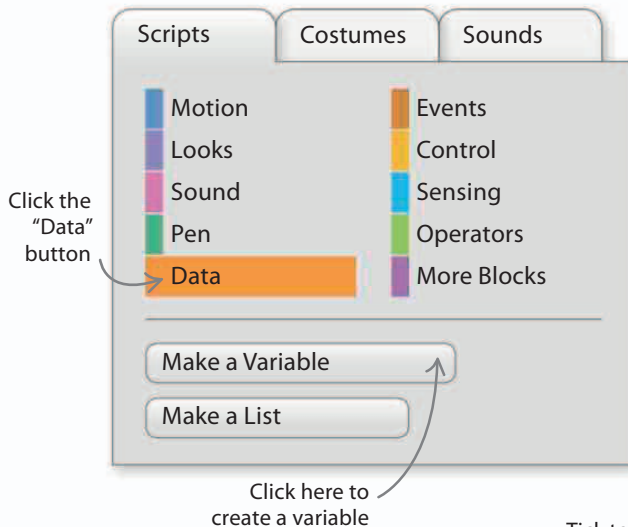 Scripts Costumes Sounds
Motion Events
Looks Control
Sound Sensing
Pen Operators
Data More Blocks
Click the
"Data"
button
Make a Variable
Make a List
Click here to
create a variable